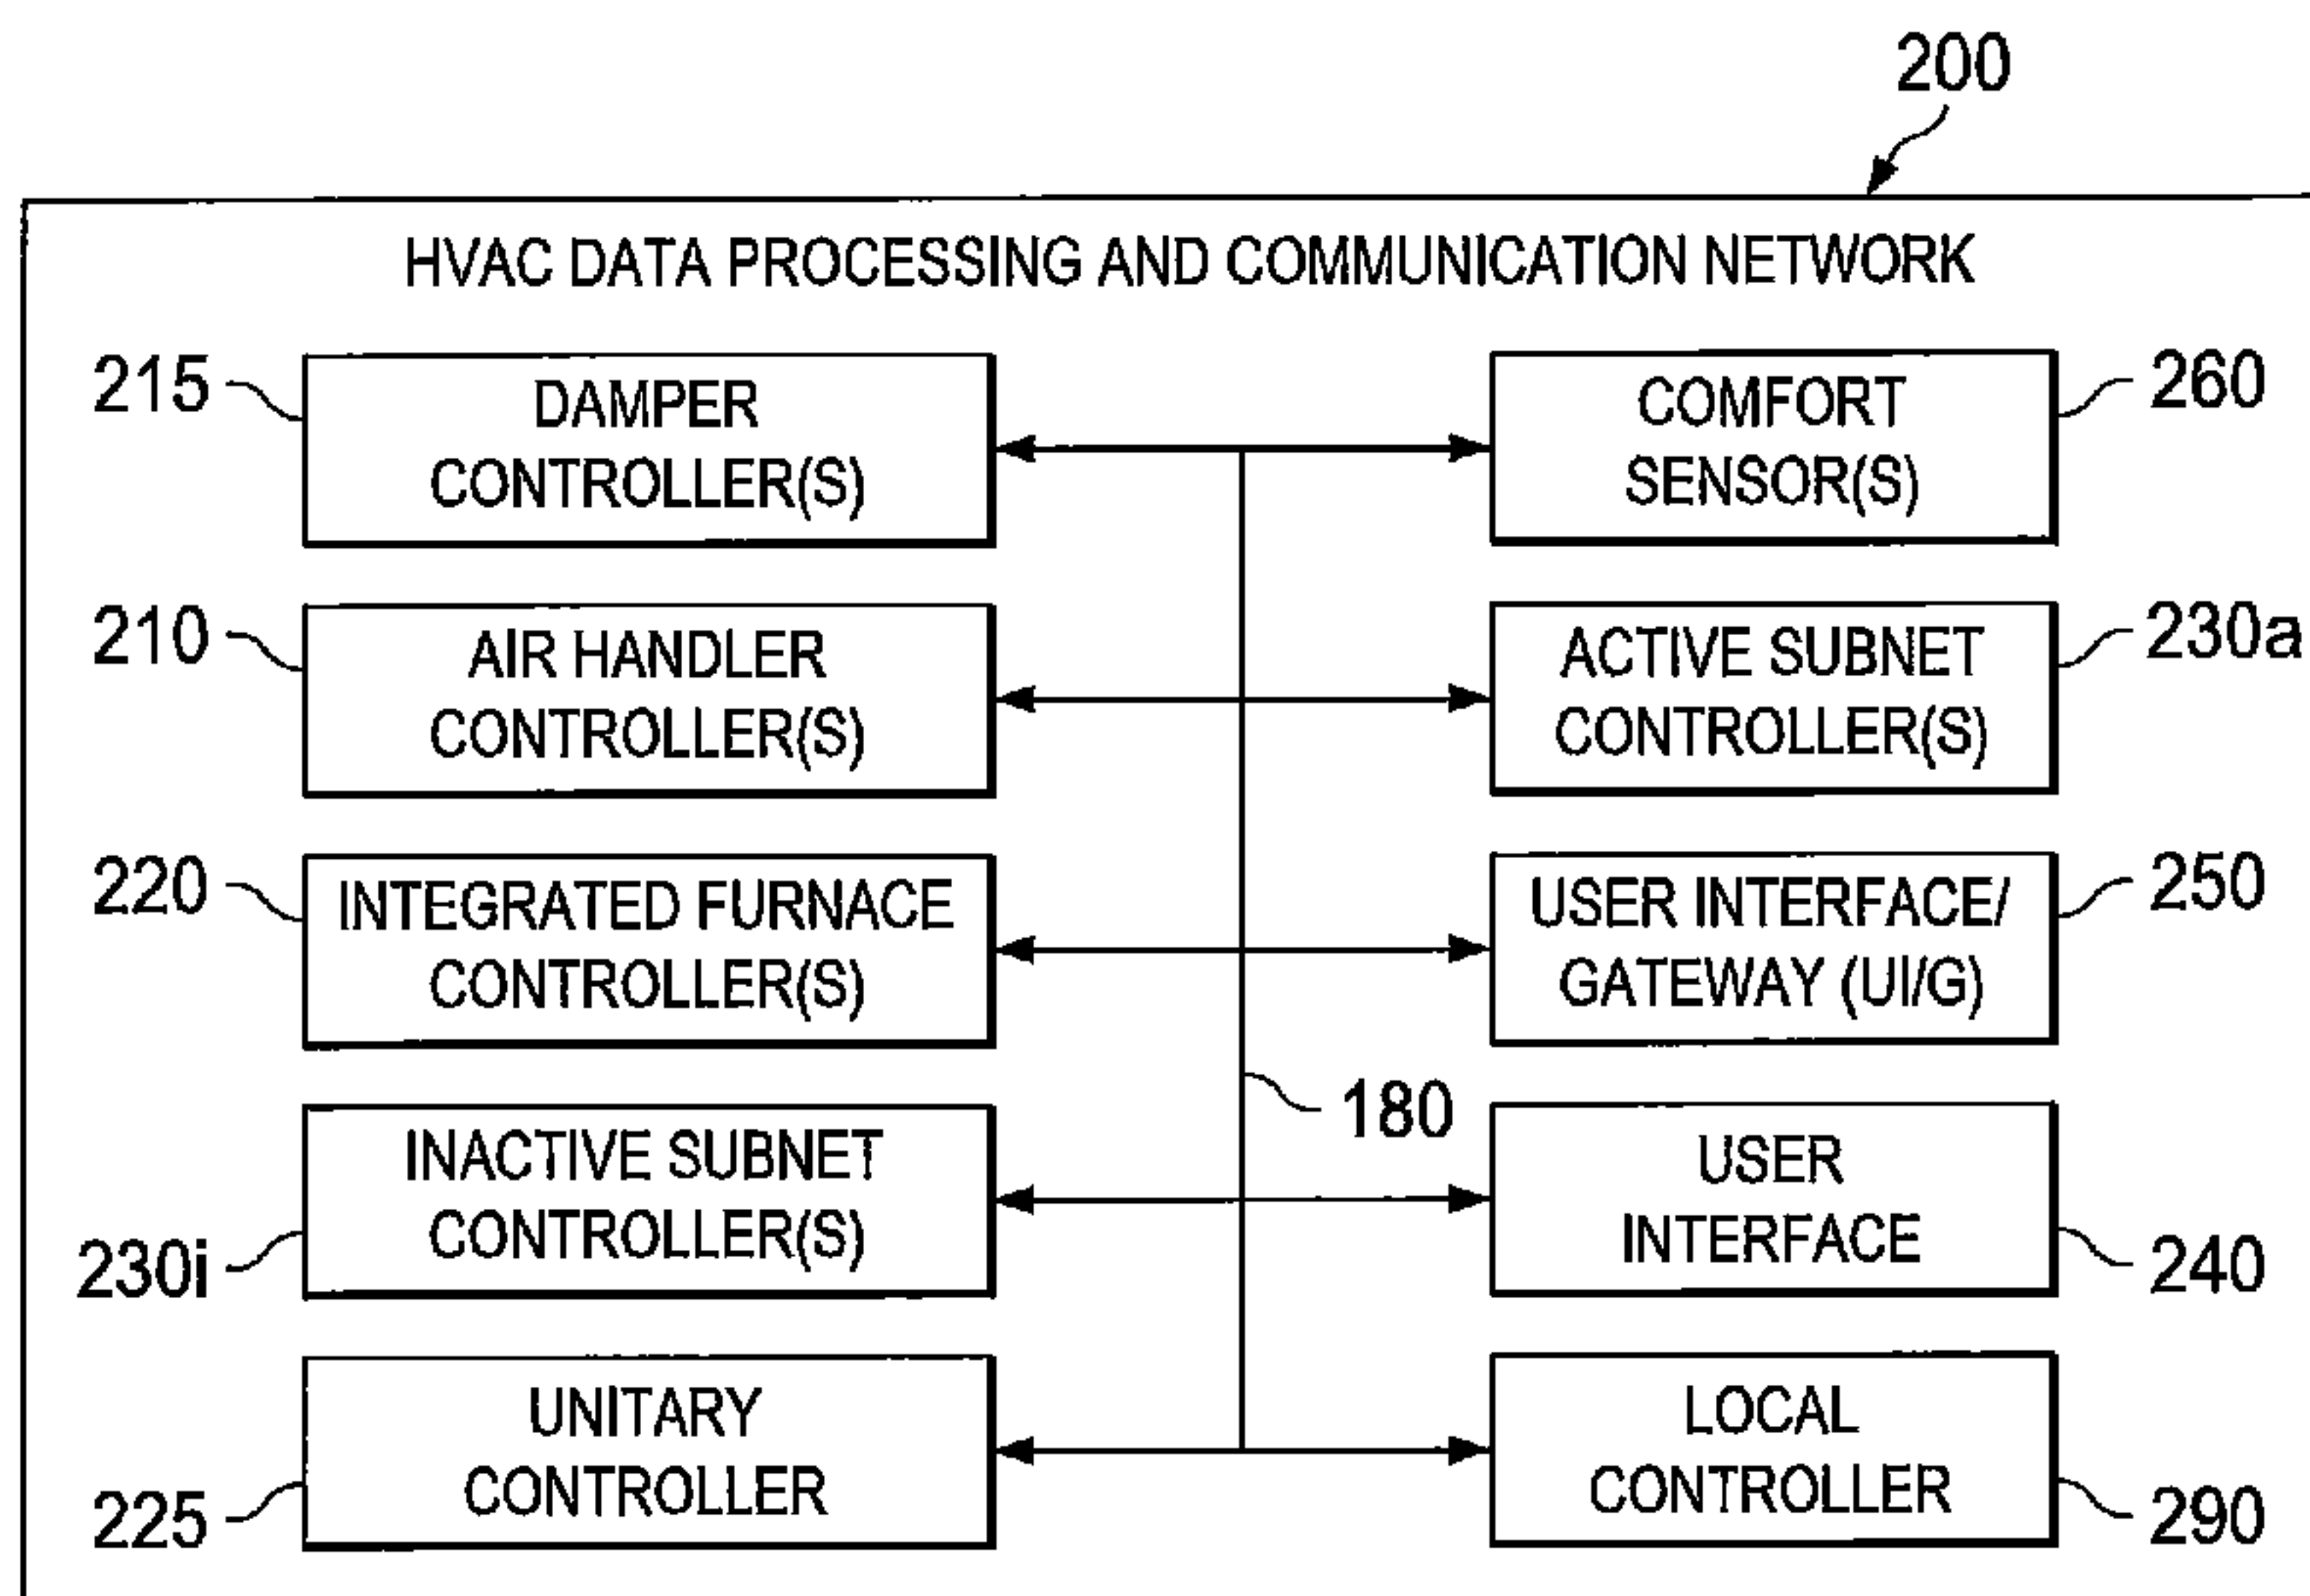 200
HVAC DATA PROCESSING AND COMMUNICATION NETWORK
215
DAMPER
CONTROLLER(S)
COMFORT
SENSOR(S)
260
210
AIR HANDLER
CONTROLLER(S)
ACTIVE SUBNET
CONTROLLER(S)
230a
220
INTEGRATED FURNACE
CONTROLLER(S)
USER INTERFACE/
GATEWAY (UI/G)
250
180
INACTIVE SUBNET
CONTROLLER(S)
230i
USER
INTERFACE
240
UNITARY
CONTROLLER
225
LOCAL
CONTROLLER
290